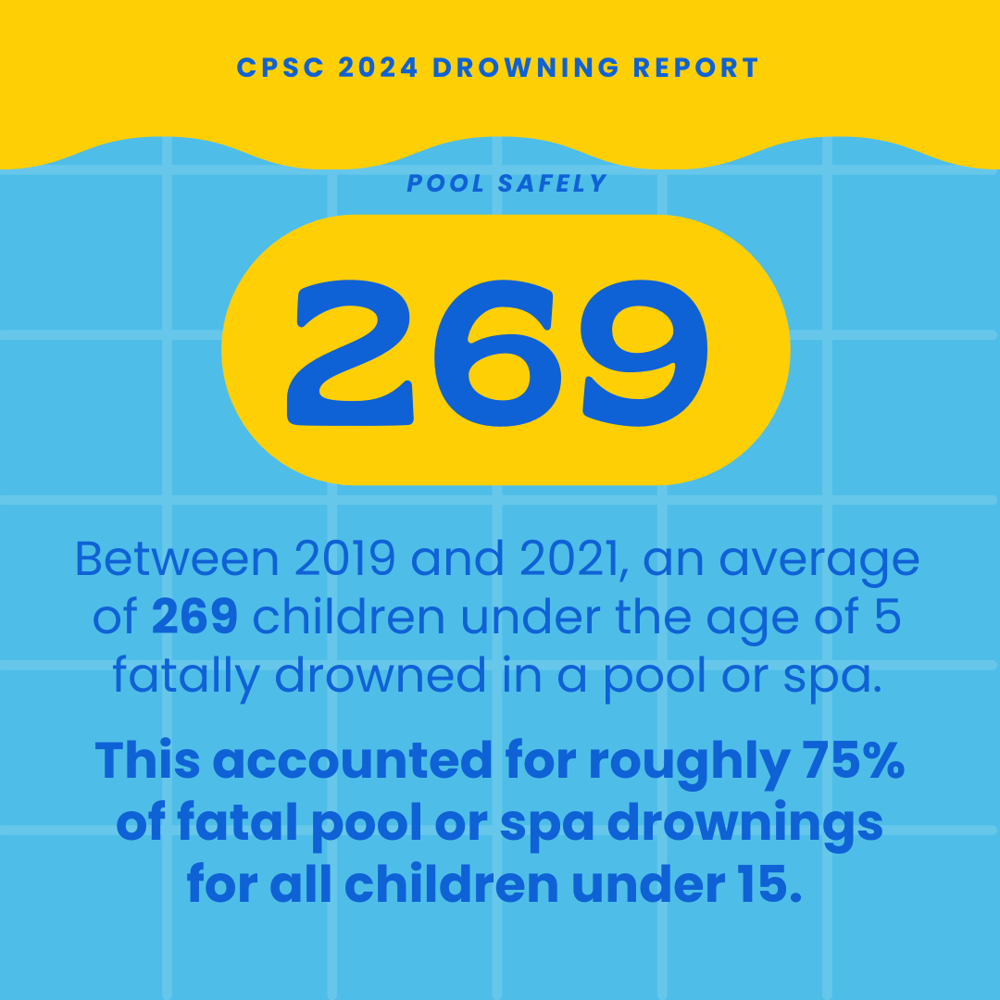 CPSC 2024 DROWNING REPORT
POOL SAFELY
269
Between 2019 and 2021, an average
of 269 children under the age of 5
fatally drowned in a pool or spa.
This accounted for roughly 75%
of fatal pool or spa drownings
for all children under 15.